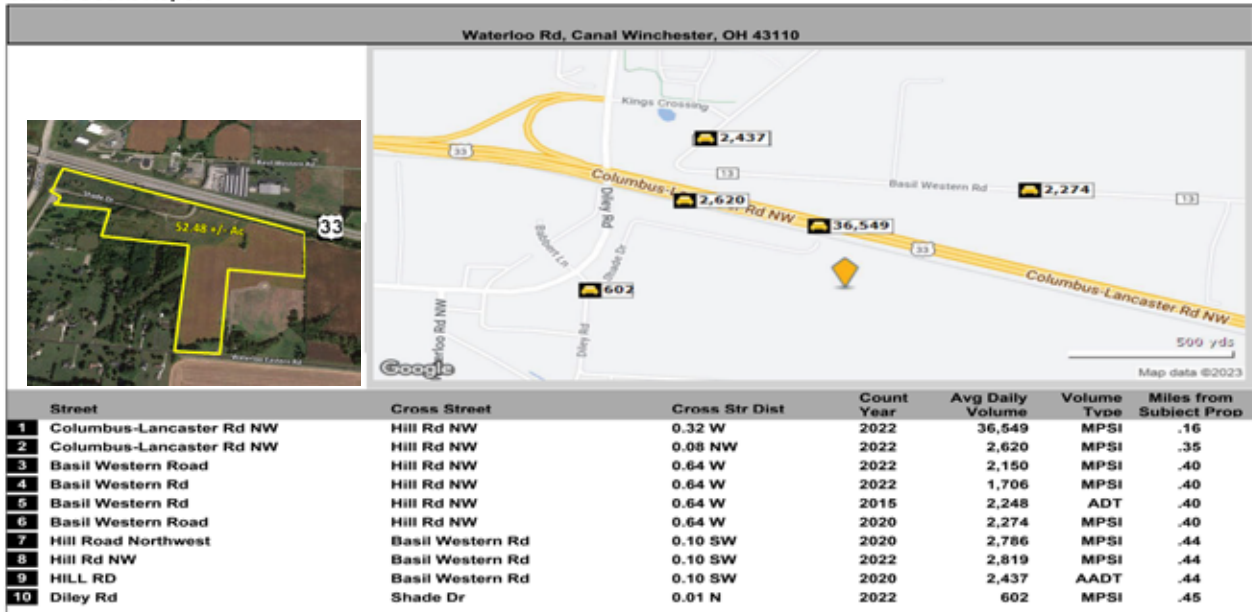 Waterloo Rd, Canal Winchester, OH 43110
Basil Western Rd
Shade Dr
52.48 +/- Ac
33
Waterloo Eastern Rd
Kings Crossing
2,437
33
13
Columbus-Lancaster Rd NW
Basil Western Rd
2,274
13
2,620
36,549
33
Diley Rd
Babbert Ln
Shade Dr
602
Columbus-Lancaster Rd NW
Waterloo Rd NW
Diley Rd
500 yds
Google
Map data ©2023
Street Cross Street Cross Str Dist Count Year Avg Daily Volume Volume Type Miles from Subject Prop
1 Columbus-Lancaster Rd NW Hill Rd NW 0.32 W 2022 36,549 MPSI .16
2 Columbus-Lancaster Rd NW Hill Rd NW 0.08 NW 2022 2,620 MPSI .35
3 Basil Western Road Hill Rd NW 0.64 W 2022 2,150 MPSI .40
4 Basil Western Rd Hill Rd NW 0.64 W 2022 1,706 MPSI .40
5 Basil Western Rd Hill Rd NW 0.64 W 2015 2,248 ADT .40
6 Basil Western Road Hill Rd NW 0.64 W 2020 2,274 MPSI .40
7 Hill Road Northwest Basil Western Rd 0.10 SW 2020 2,786 MPSI .44
8 Hill Rd NW Basil Western Rd 0.10 SW 2022 2,819 MPSI .44
9 HILL RD Basil Western Rd 0.10 SW 2020 2,437 AADT .44
10 Diley Rd Shade Dr 0.01 N 2022 602 MPSI .45